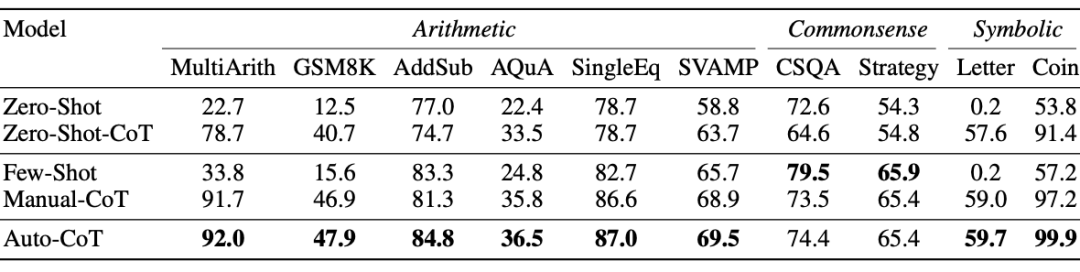 Model Arithmetic Commonsense Symbolic
MultiArith GSM8K AddSub AQuA SingleEq SVAMP CSQA Strategy Letter Coin
Zero-Shot 22.7 12.5 77.0 22.4 78.7 58.8 72.6 54.3 0.2 53.8
Zero-Shot-CoT 78.7 40.7 74.7 33.5 78.7 63.7 64.6 54.8 57.6 91.4
Few-Shot 33.8 15.6 83.3 24.8 82.7 65.7 79.5 65.9 0.2 57.2
Manual-CoT 91.7 46.9 81.3 35.8 86.6 68.9 73.5 65.4 59.0 97.2
Auto-CoT 92.0 47.9 84.8 36.5 87.0 69.5 74.4 65.4 59.7 99.9